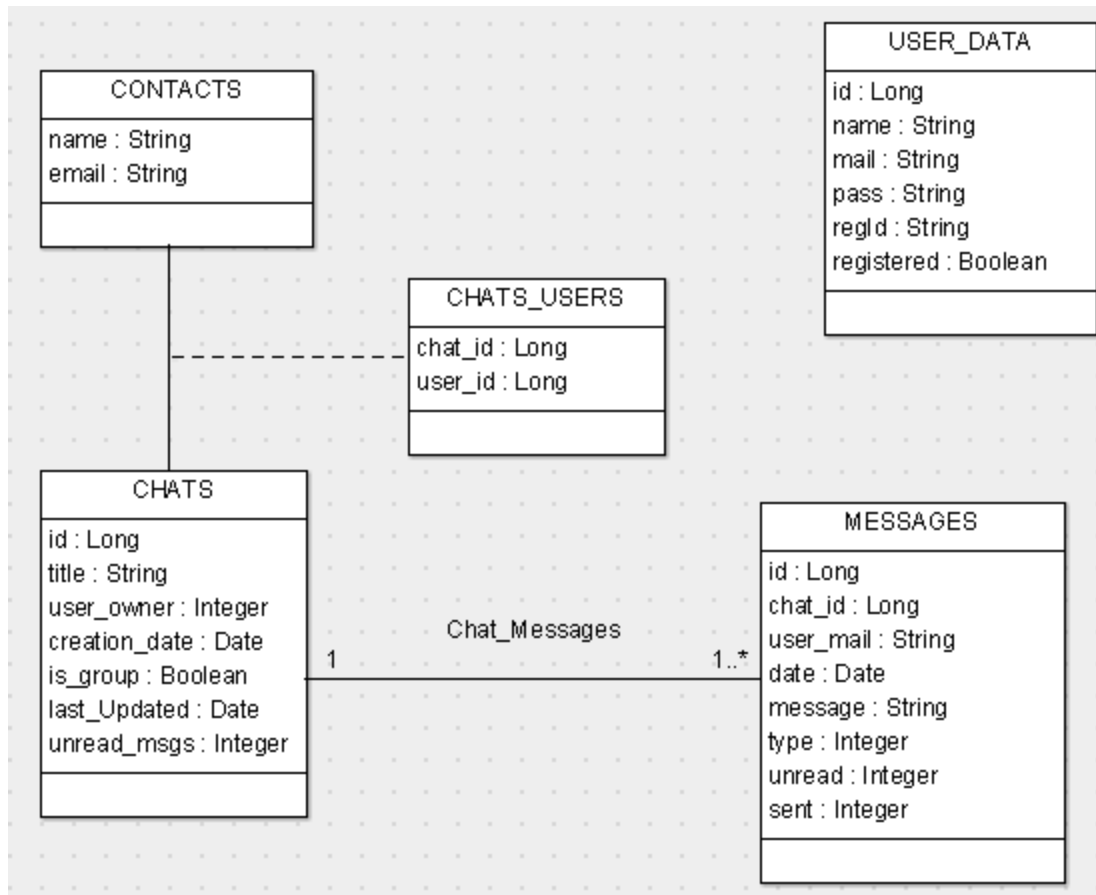 CONTACTS
name : String
email : String
USER_DATA
id : Long
name : String
mail : String
pass : String
regId : String
registered : Boolean
CHATS_USERS
chat_id : Long
user_id : Long
CHATS
id : Long
title : String
user_owner : Integer
creation_date : Date
is_group : Boolean
last_Updated : Date
unread_msgs : Integer
Chat_Messages
1
1..*
MESSAGES
id : Long
chat_id : Long
user_mail : String
date : Date
message : String
type : Integer
unread : Integer
sent : Integer